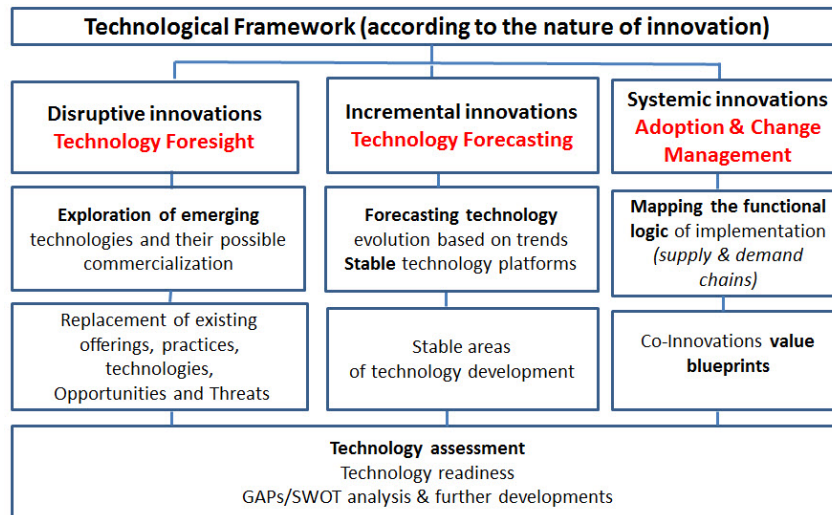 Technological Framework (according to the nature of innovation)
Disruptive innovations
Technology Foresight
Incremental innovations
Technology Forecasting
Systemic innovations
Adoption & Change
Management
Exploration of emerging
technologies and their possible
commercialization
Forecasting technology
evolution based on trends
Stable technology platforms
Mapping the functional
logic of implementation
(supply & demand
chains)
Replacement of existing
offerings, practices,
technologies,
Opportunities and Threats
Stable areas
of technology development
Co-Innovations value
blueprints
Technology assessment
Technology readiness
GAPs/SWOT analysis & further developments